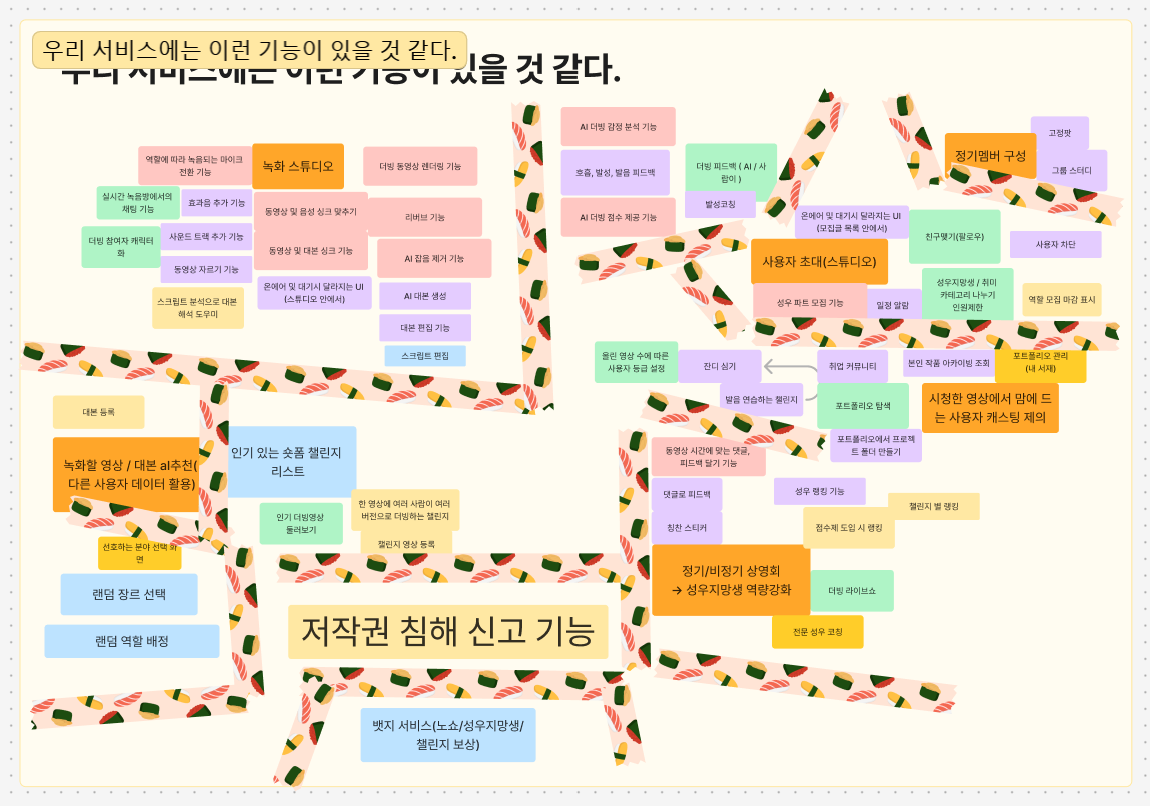 우리 서비스에는 이런 기능이 있을 것 같다.
우리 서비스에는 이런 기능이 있을 것 같다.
역할에 따라 녹음되는 마이크
전환 기능
녹화 스튜디오
더빙 동영상 렌더링 기능
실시간 녹음방에서의
채팅 기능
효과음 추가 기능
동영상 및 음성 싱크 맞추기
리버브 기능
더빙 참여자 캐릭터
화
사운드 트랙 추가 기능
동영상 및 대본 싱크 기능
AI 잡음 제거 기능
동영상 자르기 기능
온에어 및 대기시 달라지는 UI
(스튜디오 안에서)
AI 대본 생성
스크립트 분석으로 대본
해석 도우미
대본 편집 기능
스크립트 편집
AI 더빙 감정 분석 기능
호흡, 발성, 발음 피드백
더빙 피드백 ( AI / 사
람이 )
AI 더빙 점수 제공 기능
발성코칭
고정팟
정기멤버 구성
그룹 스터디
온에어 및 대기시 달라지는 UI
(모집글 목록 안에서)
친구맺기(팔로우)
사용자 차단
사용자 초대(스튜디오)
성우 파트 모집 기능
일정 알람
성우지망생 / 취미
카테고리 나누기
인원제한
역할 모집 마감 표시
올린 영상 수에 따른
사용자 등급 설정
잔디 심기
취업 커뮤니티
본인 작품 아카이빙 조회
포트폴리오 관리
(내 서재)
발음 연습하는 챌린지
포트폴리오 탐색
시청한 영상에서 맘에 드
는 사용자 캐스팅 제의
포트폴리오에서 프로젝
트 폴더 만들기
동영상 시간에 맞는 댓글,
피드백 달기 기능
댓글로 피드백
성우 랭킹 기능
챌린지 별 랭킹
칭찬 스티커
점수제 도입 시 랭킹
정기/비정기 상영회
→ 성우지망생 역량강화
더빙 라이브쇼
전문 성우 코칭
대본 등록
녹화할 영상 / 대본 ai추천(
다른 사용자 데이터 활용)
인기 있는 숏폼 챌린지
리스트
선호하는 분야 선택 화
면
인기 더빙영상
둘러보기
한 영상에 여러 사람이 여러
버전으로 더빙하는 챌린지
챌린지 영상 등록
랜덤 장르 선택
랜덤 역할 배정
저작권 침해 신고 기능
뱃지 서비스(노쇼/성우지망생/
챌린지 보상)